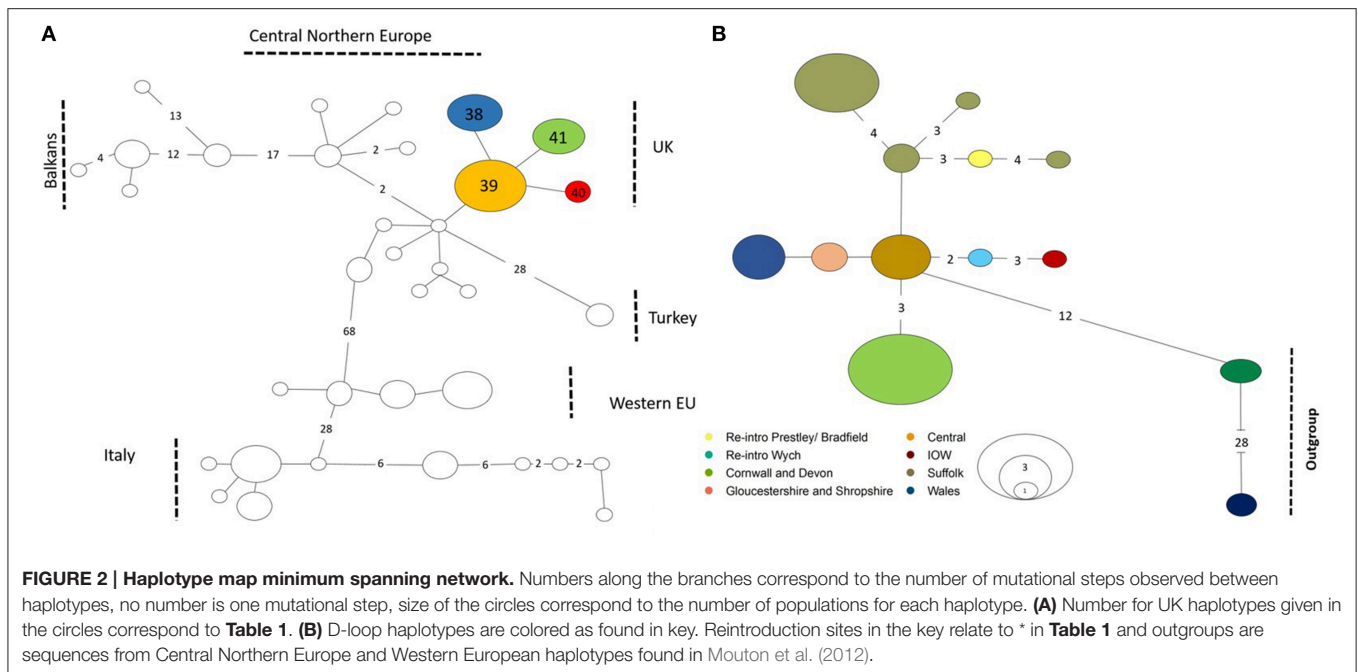 A
Central Northern Europe
13
4
12
17
2
2
38
41
39
40
UK
Balkans
28
Turkey
68
Western EU
28
Italy
6
6
2
2
B
4
3
3
4
2
3
3
12
28
Outgroup
Re-intro Prestley/ Bradfield
Re-intro Wych
Cornwall and Devon
Gloucestershire and Shropshire
Central
IOW
Suffolk
Wales
3
1
FIGURE 2 | Haplotype map minimum spanning network. Numbers along the branches correspond to the number of mutational steps observed between
haplotypes, no number is one mutational step, size of the circles correspond to the number of populations for each haplotype. (A) Number for UK haplotypes given in
the circles correspond to Table 1. (B) D-loop haplotypes are colored as found in key. Reintroduction sites in the key relate to * in Table 1 and outgroups are
sequences from Central Northern Europe and Western European haplotypes found in Mouton et al. (2012).